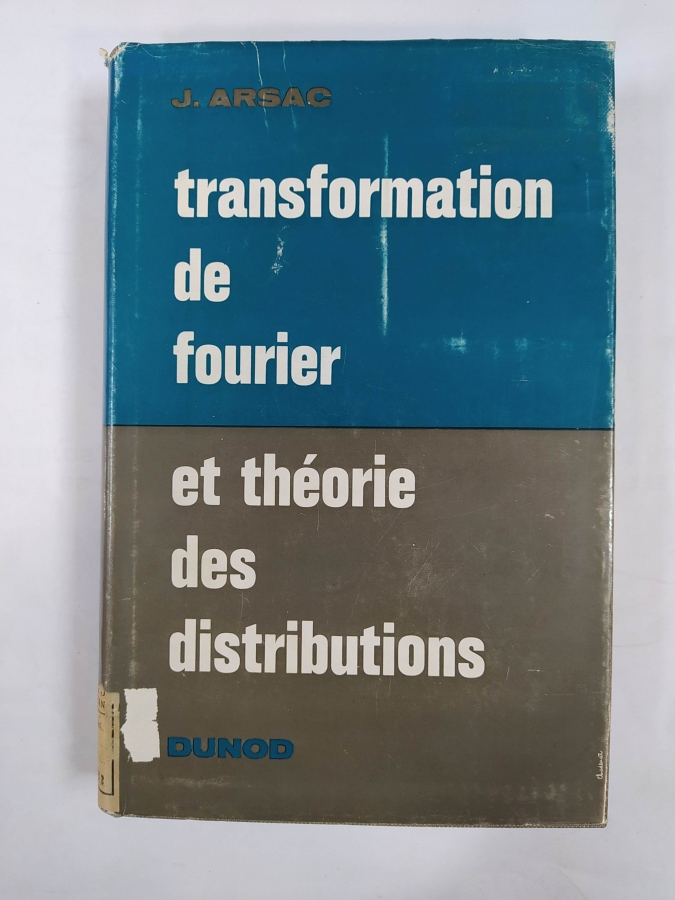 J. ARSAC
transformation
de
fourier
et théorie
des
distributions
DUNOD